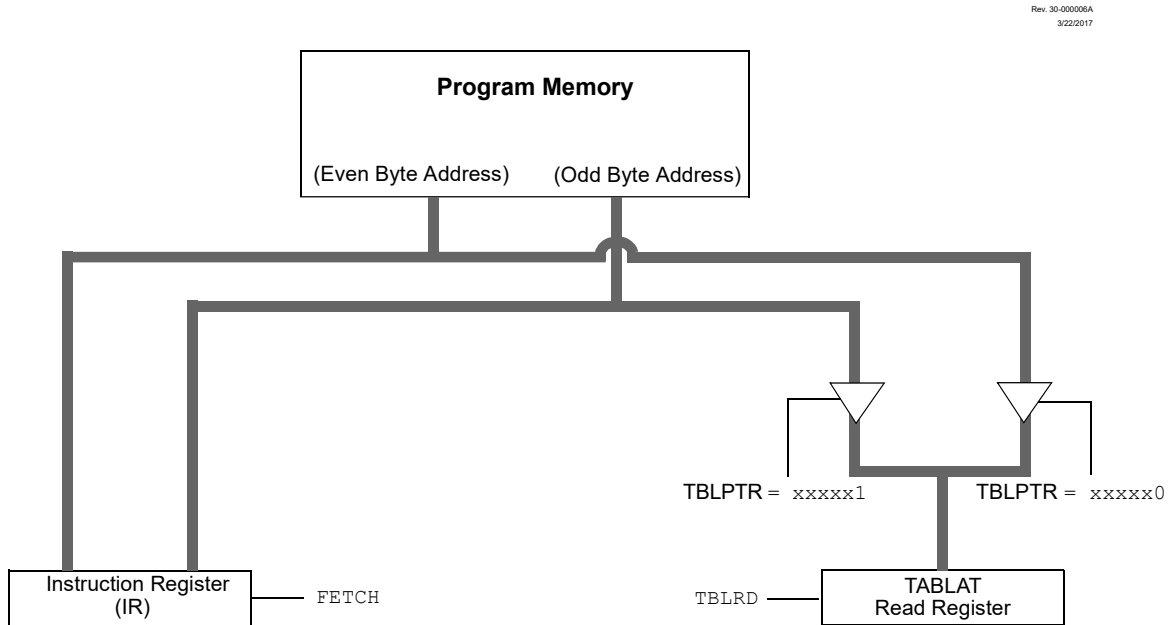 Rev. 30-000006A
3/22/2017
Program Memory
(Even Byte Address)
(Odd Byte Address)
TBLPTR = xxxxx1
TBLPTR = xxxxx0
Instruction Register
(IR)
FETCH
TBLRD
TABLAT
Read Register